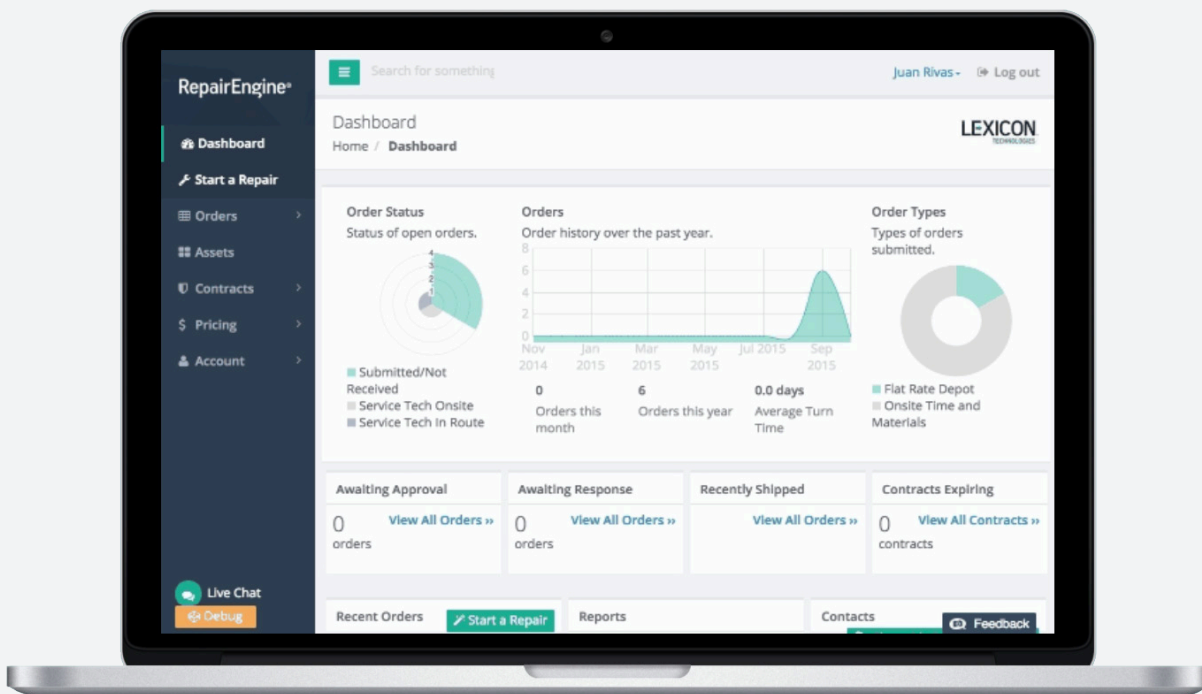 RepairEngine®
Dashboard
Start a Repair
Orders
Assets
Contracts
$ Pricing
Account
Live Chat
Debug
Search for something
Juan Rivas
Log out
Dashboard
Home / Dashboard
LEXICON
TECHNOLOGIES
Order Status
Status of open orders.
4
3
2
1
Submitted/Not
Received
Service Tech Onsite
Service Tech In Route
Orders
Order history over the past year.
8
6
4
2
0
Nov Jan Mar May Jul 2015 Sep
2014 2015 2015 2015 2015
0 6 0.0 days
Orders this Orders this year Average Turn
month Time
Order Types
Types of orders
submitted.
Flat Rate Depot
Onsite Time and
Materials
Awaiting Approval
0 View All Orders »
orders
Awaiting Response
0 View All Orders »
orders
Recently Shipped
View All Orders »
Contracts Expiring
0 View All Contracts »
contracts
Recent Orders Start a Repair
Reports
Contacts
Feedback